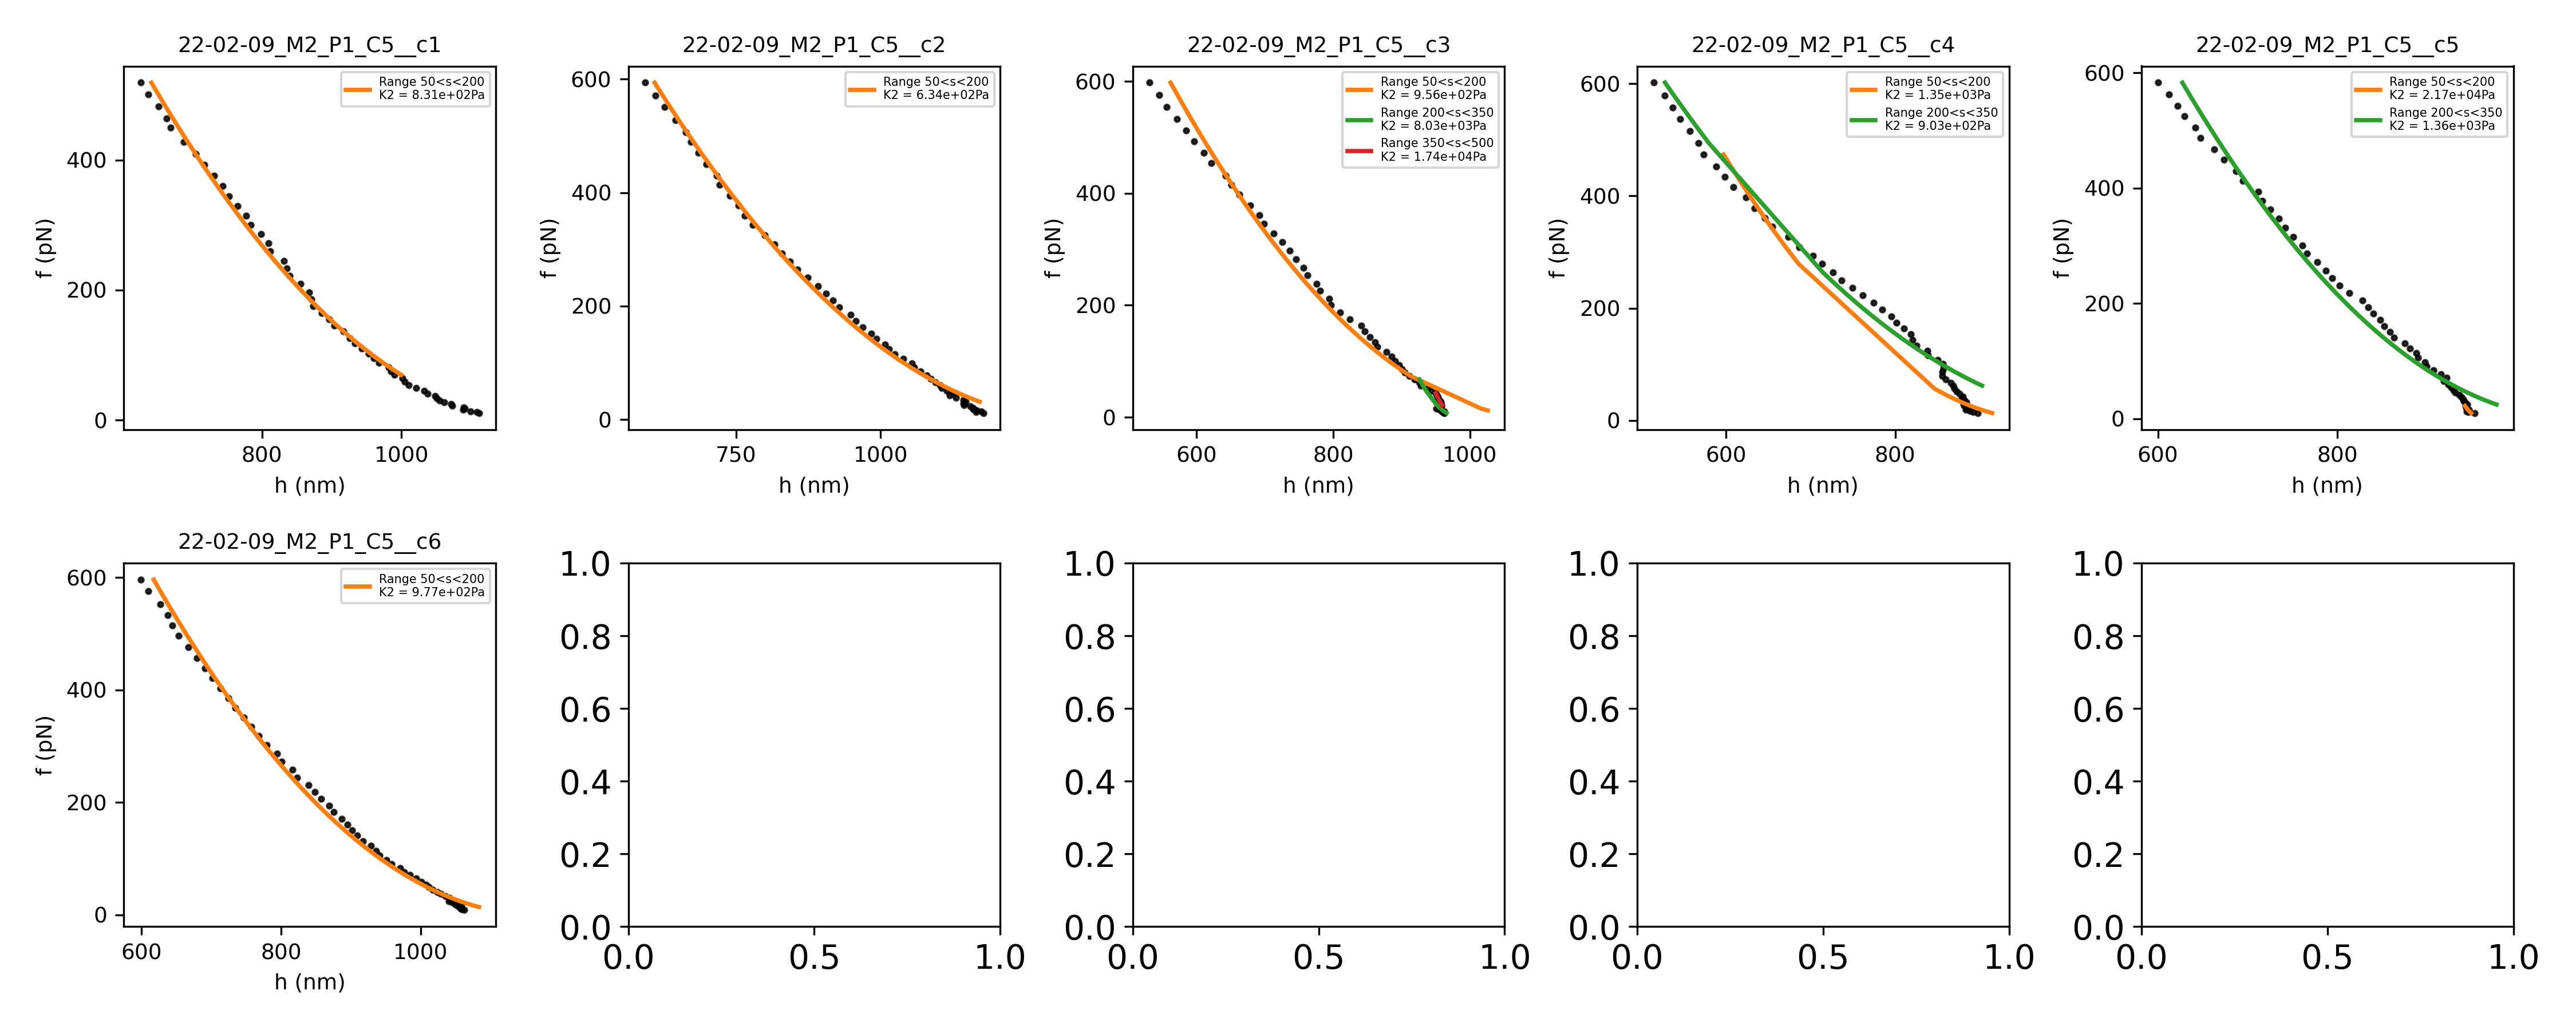 22-02-09_M2_P1_C5__c1
22-02-09_M2_P1_C5__c2
22-02-09_M2_P1_C5__c3
22-02-09_M2_P1_C5__c4
22-02-09_M2_P1_C5__c5
Range 50<s<200
K2 = 8.31e+02Pa
f (pN)
400
200
0
800
1000
h (nm)
Range 50<s<200
K2 = 6.34e+02Pa
f (pN)
600
400
200
0
750
1000
h (nm)
Range 50<s<200
K2 = 9.56e+02Pa
Range 200<s<350
K2 = 8.03e+03Pa
Range 350<s<500
K2 = 1.74e+04Pa
f (pN)
600
400
200
0
600
800
1000
h (nm)
Range 50<s<200
K2 = 1.35e+03Pa
Range 200<s<350
K2 = 9.03e+02Pa
f (pN)
600
400
200
0
600
800
h (nm)
Range 50<s<200
K2 = 2.17e+04Pa
Range 200<s<350
K2 = 1.36e+03Pa
f (pN)
600
400
200
0
600
800
h (nm)
22-02-09_M2_P1_C5__c6
Range 50<s<200
K2 = 9.77e+02Pa
f (pN)
600
400
200
0
600
800
1000
h (nm)
1.0
0.8
0.6
0.4
0.2
0.0
0.0
0.5
1.0
1.0
0.8
0.6
0.4
0.2
0.0
0.0
0.5
1.0
1.0
0.8
0.6
0.4
0.2
0.0
0.0
0.5
1.0
1.0
0.8
0.6
0.4
0.2
0.0
0.0
0.5
1.0